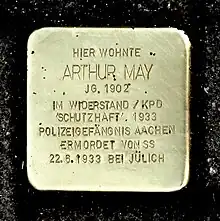 HIER WOHNTE
ARTHUR MAY
JG. 1902
IM WIDERSTAND / KPD
'SCHUTZHAFT' 1933
POLIZEIGEFÄNGNIS AACHEN
ERMORDET VON SS
22.6.1933 BEI JÜLICH